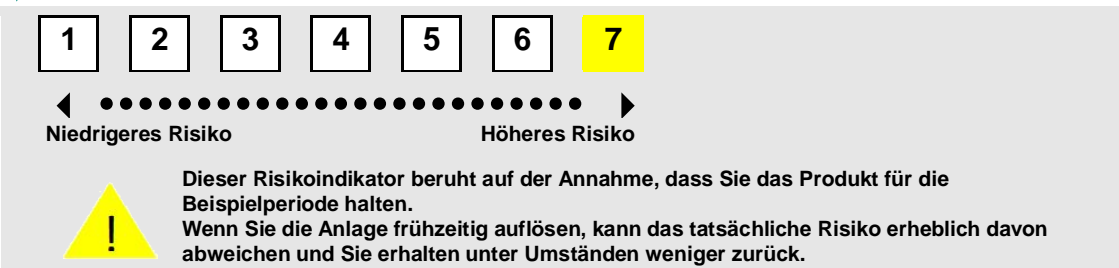 1 2 3 4 5 6 7
Niedrigeres Risiko Höheres Risiko
Dieser Risikoindikator beruht auf der Annahme, dass Sie das Produkt für die
Beispielperiode halten.
Wenn Sie die Anlage frühzeitig auflösen, kann das tatsächliche Risiko erheblich davon
abweichen und Sie erhalten unter Umständen weniger zurück.
!